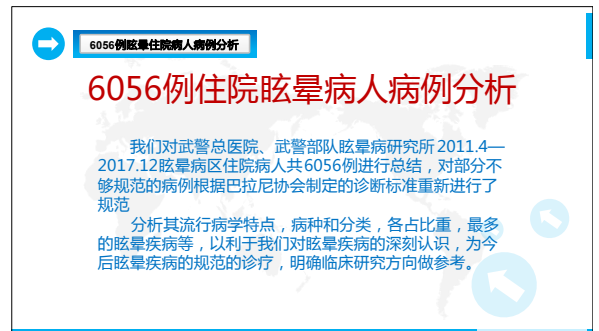 6056例眩晕住院病人病例分析
6056例住院眩晕病人病例分析
我们对武警总医院、武警部队眩晕病研究所2011.4—
2017.12眩晕病区住院病人共6056例进行总结，对部分不
够规范的病例根据巴拉尼协会制定的诊断标准重新进行了
规范
分析其流行病学特点，病种和分类，各占比重，最多
的眩晕疾病等，以利于我们对眩晕疾病的深刻认识，为今
后眩晕疾病的规范的诊疗，明确临床研究方向做参考。